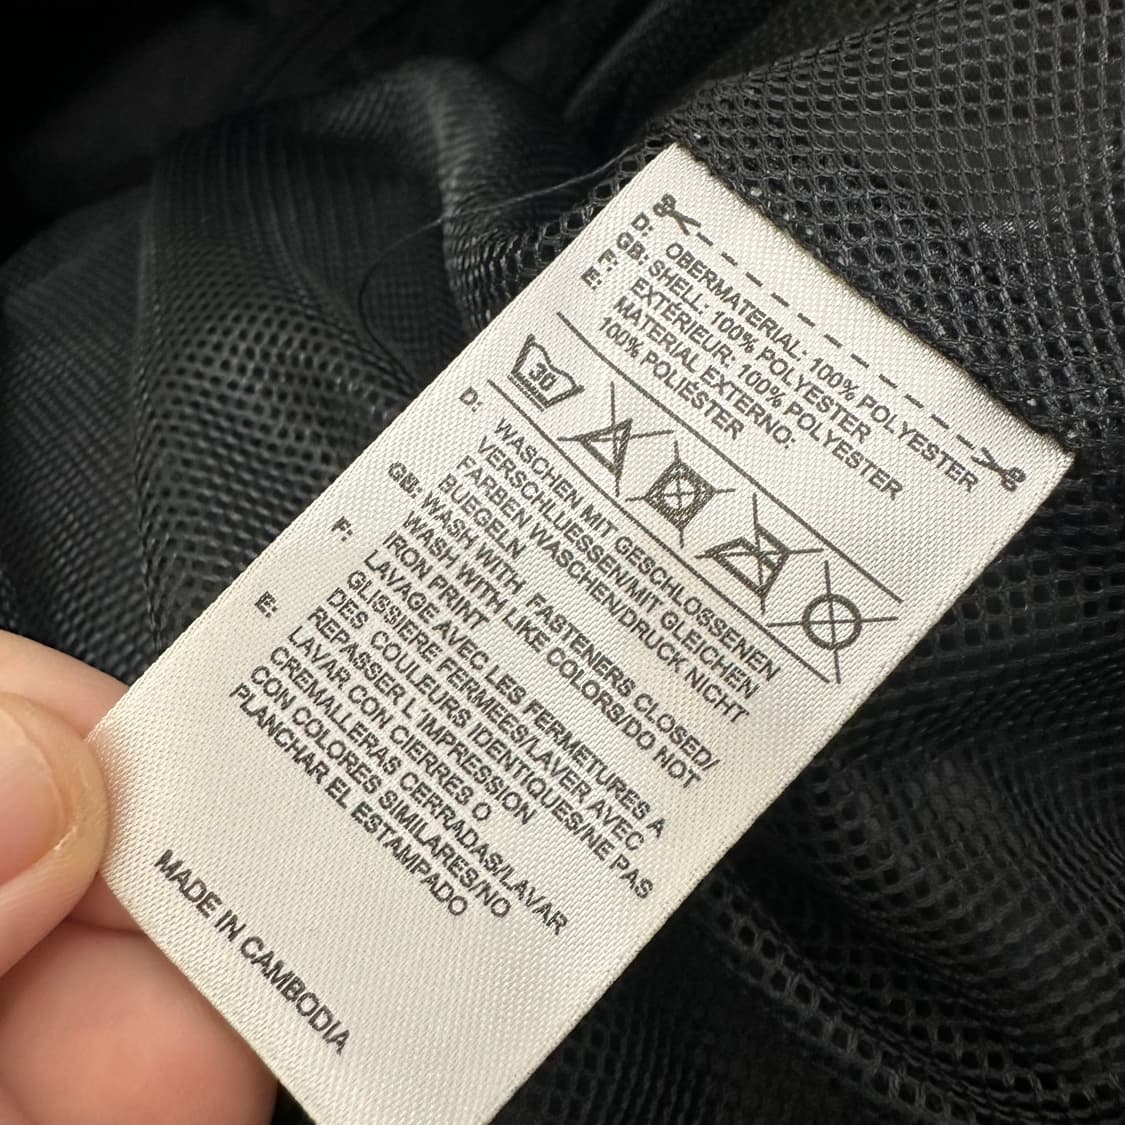 D: OBERMATERIAL: 100% POLYESTER
GB: SHELL: 100% POLYESTER
F: EXTÉRIEUR: 100% POLYESTER
E: MATERIAL EXTERNO:
100% POLIÉSTER
30
D: WASCHEN MIT GESCHLOSSENEN
VERSCHLUESSEN/MIT GLEICHEN
FARBEN WASCHEN/DRUCK NICHT
BUEGELN
GB: WASH WITH FASTENERS CLOSED/
WASH WITH LIKE COLORS/DO NOT
IRON PRINT
F: LAVAGE AVEC LES FERMETURES A
GLISSIERE FERMEES/LAVER AVEC
DES COULEURS IDENTIQUES/NE PAS
REPASSER L'IMPRESSION
E: LAVAR CON CIERRES O
CREMALLERAS CERRADAS/LAVAR
CON COLORES SIMILARES/NO
PLANCHAR EL ESTAMPADO
MADE IN CAMBODIA